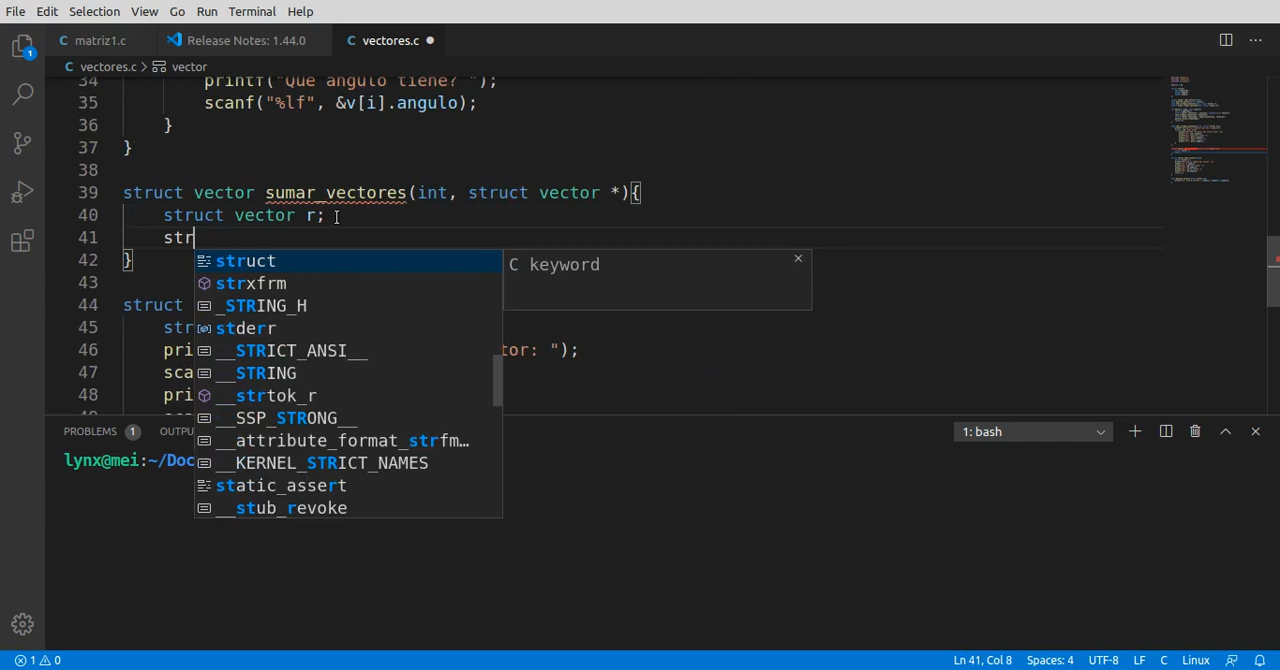 File Edit Selection View Go Run Terminal Help
matriz1.c Release Notes: 1.44.0 vectores.c
vectores.c > vector
34 printf("Que angulo tiene? ");
35 scanf("%lf", &v[i].angulo);
36 }
37 }
38
39 struct vector sumar_vectores(int, struct vector *){
40 struct vector r;
41 str
42 }
43
44 struct
45 str
46 pri tor: ");
47 sca
48 pri
49
struct
C keyword
strxfrm
_STRING_H
stderr
__STRICT_ANSI__
__STRING
__strtok_r
__SSP_STRONG__
__attribute_format_strfm…
__KERNEL_STRICT_NAMES
static_assert
__stub_revoke
PROBLEMS 1 OUTPU 1: bash
lynx@mei:~/Doc
1 0 Ln 41, Col 8 Spaces: 4 UTF-8 LF C Linux